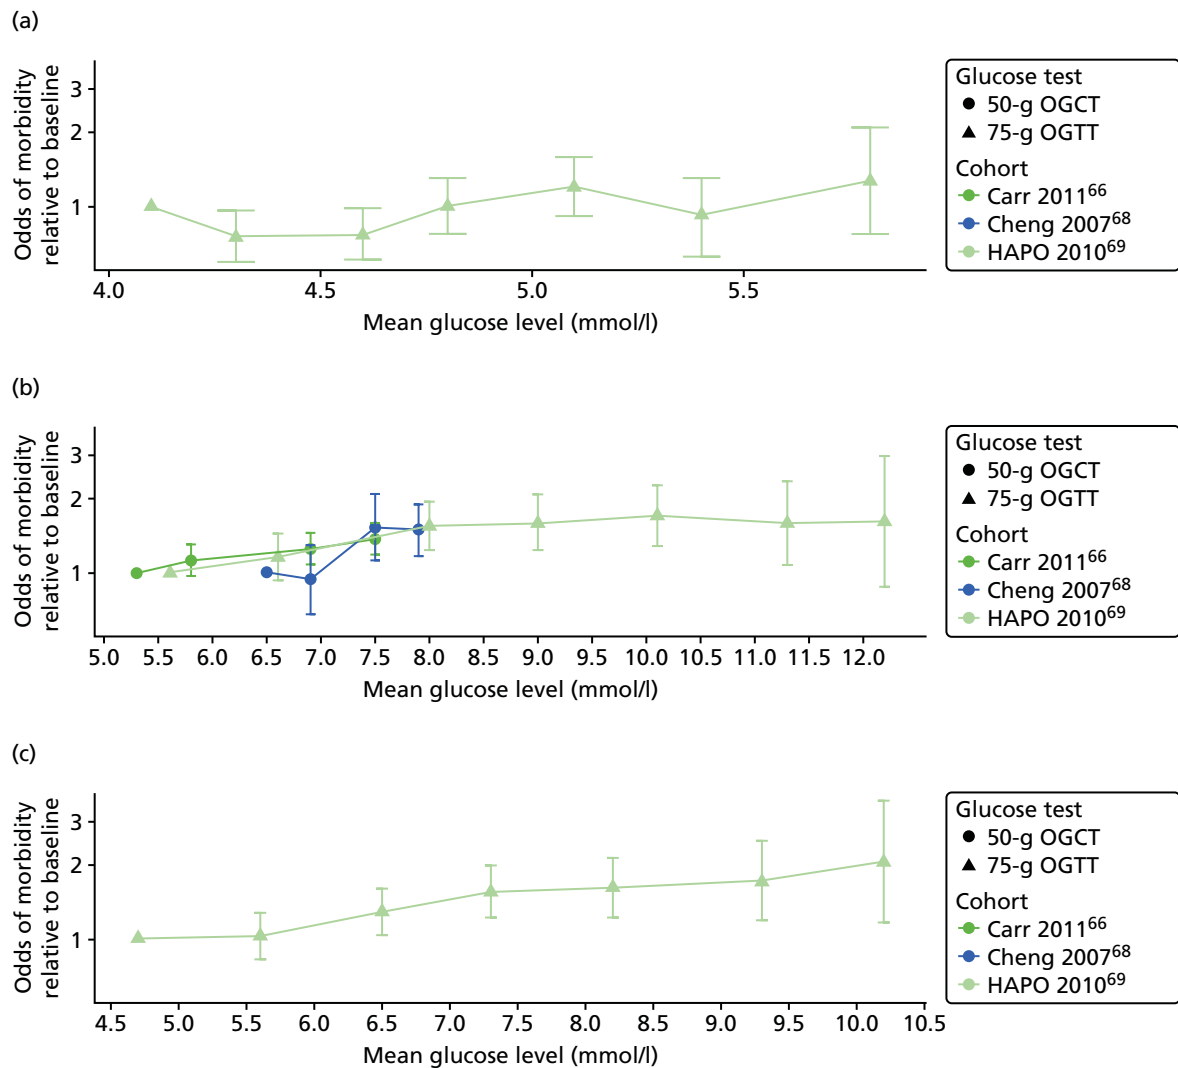 (a)
Odds of morbidity
relative to baseline
3
2
1
4.0 4.5 5.0 5.5
Mean glucose level (mmol/l)
Glucose test
50-g OGCT
75-g OGTT
Cohort
Carr 2011⁶⁶
Cheng 2007⁶⁸
HAPO 2010⁶⁹
(b)
Odds of morbidity
relative to baseline
3
2
1
5.0 5.5 6.0 6.5 7.0 7.5 8.0 8.5 9.0 9.5 10.0 10.5 11.0 11.5 12.0
Mean glucose level (mmol/l)
Glucose test
50-g OGCT
75-g OGTT
Cohort
Carr 2011⁶⁶
Cheng 2007⁶⁸
HAPO 2010⁶⁹
(c)
Odds of morbidity
relative to baseline
3
2
1
4.5 5.0 5.5 6.0 6.5 7.0 7.5 8.0 8.5 9.0 9.5 10.0 10.5
Mean glucose level (mmol/l)
Glucose test
50-g OGCT
75-g OGTT
Cohort
Carr 2011⁶⁶
Cheng 2007⁶⁸
HAPO 2010⁶⁹